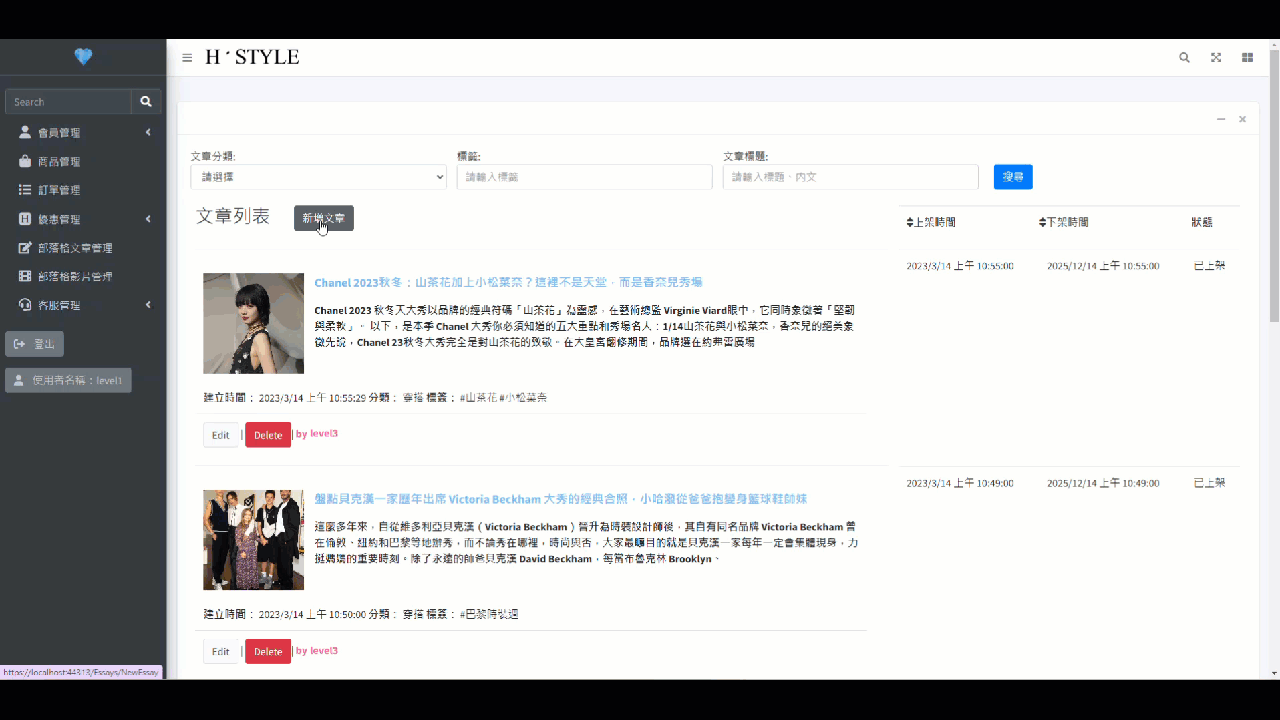 H´STYLE
Search
會員管理
商品管理
訂單管理
優惠管理
部落格文章管理
部落格影片管理
客服管理
登出
使用者名稱：level1
文章分類:
請選擇
標籤:
請輸入標籤
文章標題:
請輸入標題、內文
搜尋
文章列表
新增文章
上架時間
下架時間
狀態
Chanel 2023秋冬：山茶花加上小松菜奈？這裡不是天堂，而是香奈兒秀場
Chanel 2023 秋冬天大秀以品牌的經典符碼「山茶花」為靈感，在藝術總監 Virginie Viard眼中，它同時象徵著「堅韌
與柔軟」。 以下，是本季 Chanel 大秀你必須知道的五大重點和秀場名人：1/14山茶花與小松菜奈，香奈兒的絕美象
徵先說，Chanel 23秋冬大秀完全是對山茶花的致敬。在大皇宮翻修期間，品牌選在約弗雷廣場
2023/3/14 上午 10:55:00
2025/12/14 上午 10:55:00
已上架
建立時間： 2023/3/14 上午 10:55:29 分類： 穿搭 標簽： #山茶花 #小松菜奈
Edit | Delete | by level3
盤點貝克漢一家歷年出席 Victoria Beckham 大秀的經典合照，小哈潑從爸爸抱變身籃球鞋帥妹
這麼多年來，自從維多利亞貝克漢（Victoria Beckham）晉升為時裝設計師後，其自有同名品牌 Victoria Beckham 曾
在倫敦、紐約和巴黎等地辦秀，而不論秀在哪裡，時尚與否，大家最矚目的就是貝克漢一家每年一定會集體現身，力
挺媽媽的重要時刻。除了永遠的帥爸貝克漢 David Beckham，每當布魯克林 Brooklyn、
2023/3/14 上午 10:49:00
2025/12/14 上午 10:49:00
已上架
建立時間： 2023/3/14 上午 10:50:00 分類： 穿搭 標簽： #巴黎時裝週
Edit | Delete | by level3
https://localhost:44313/Essays/NewEssay